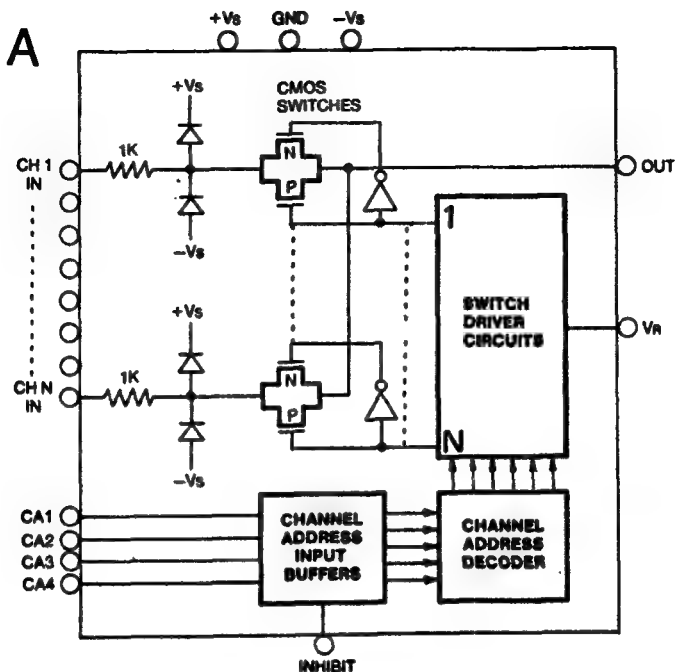 A
+Vs
GND
−Vs
+Vs
CMOS
SWITCHES
1K
N
P
CH 1
IN
OUT
−Vs
1
SWITCH
DRIVER
CIRCUITS
VR
+Vs
1K
N
P
CH N
IN
−Vs
N
CA1
CA2
CA3
CA4
CHANNEL
ADDRESS
INPUT
BUFFERS
CHANNEL
ADDRESS
DECODER
INHIBIT